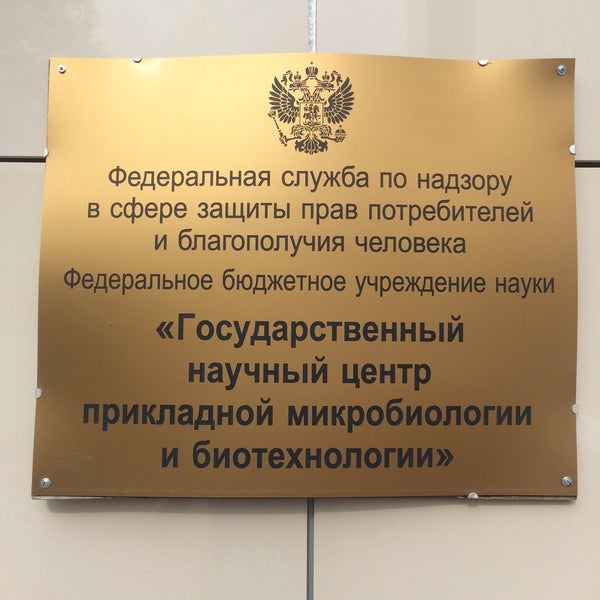 Федеральная служба по надзору
в сфере защиты прав потребителей
и благополучия человека
Федеральное бюджетное учреждение науки
«Государственный
научный центр
прикладной микробиологии
и биотехнологии»